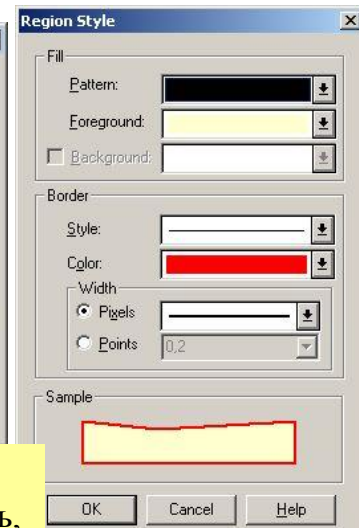 Region Style
Fill
Pattern:
Foreground:
Background:
Border
Style:
Color:
Width
Pixels
Points
0,2
Sample
OK
Cancel
Help
ь,